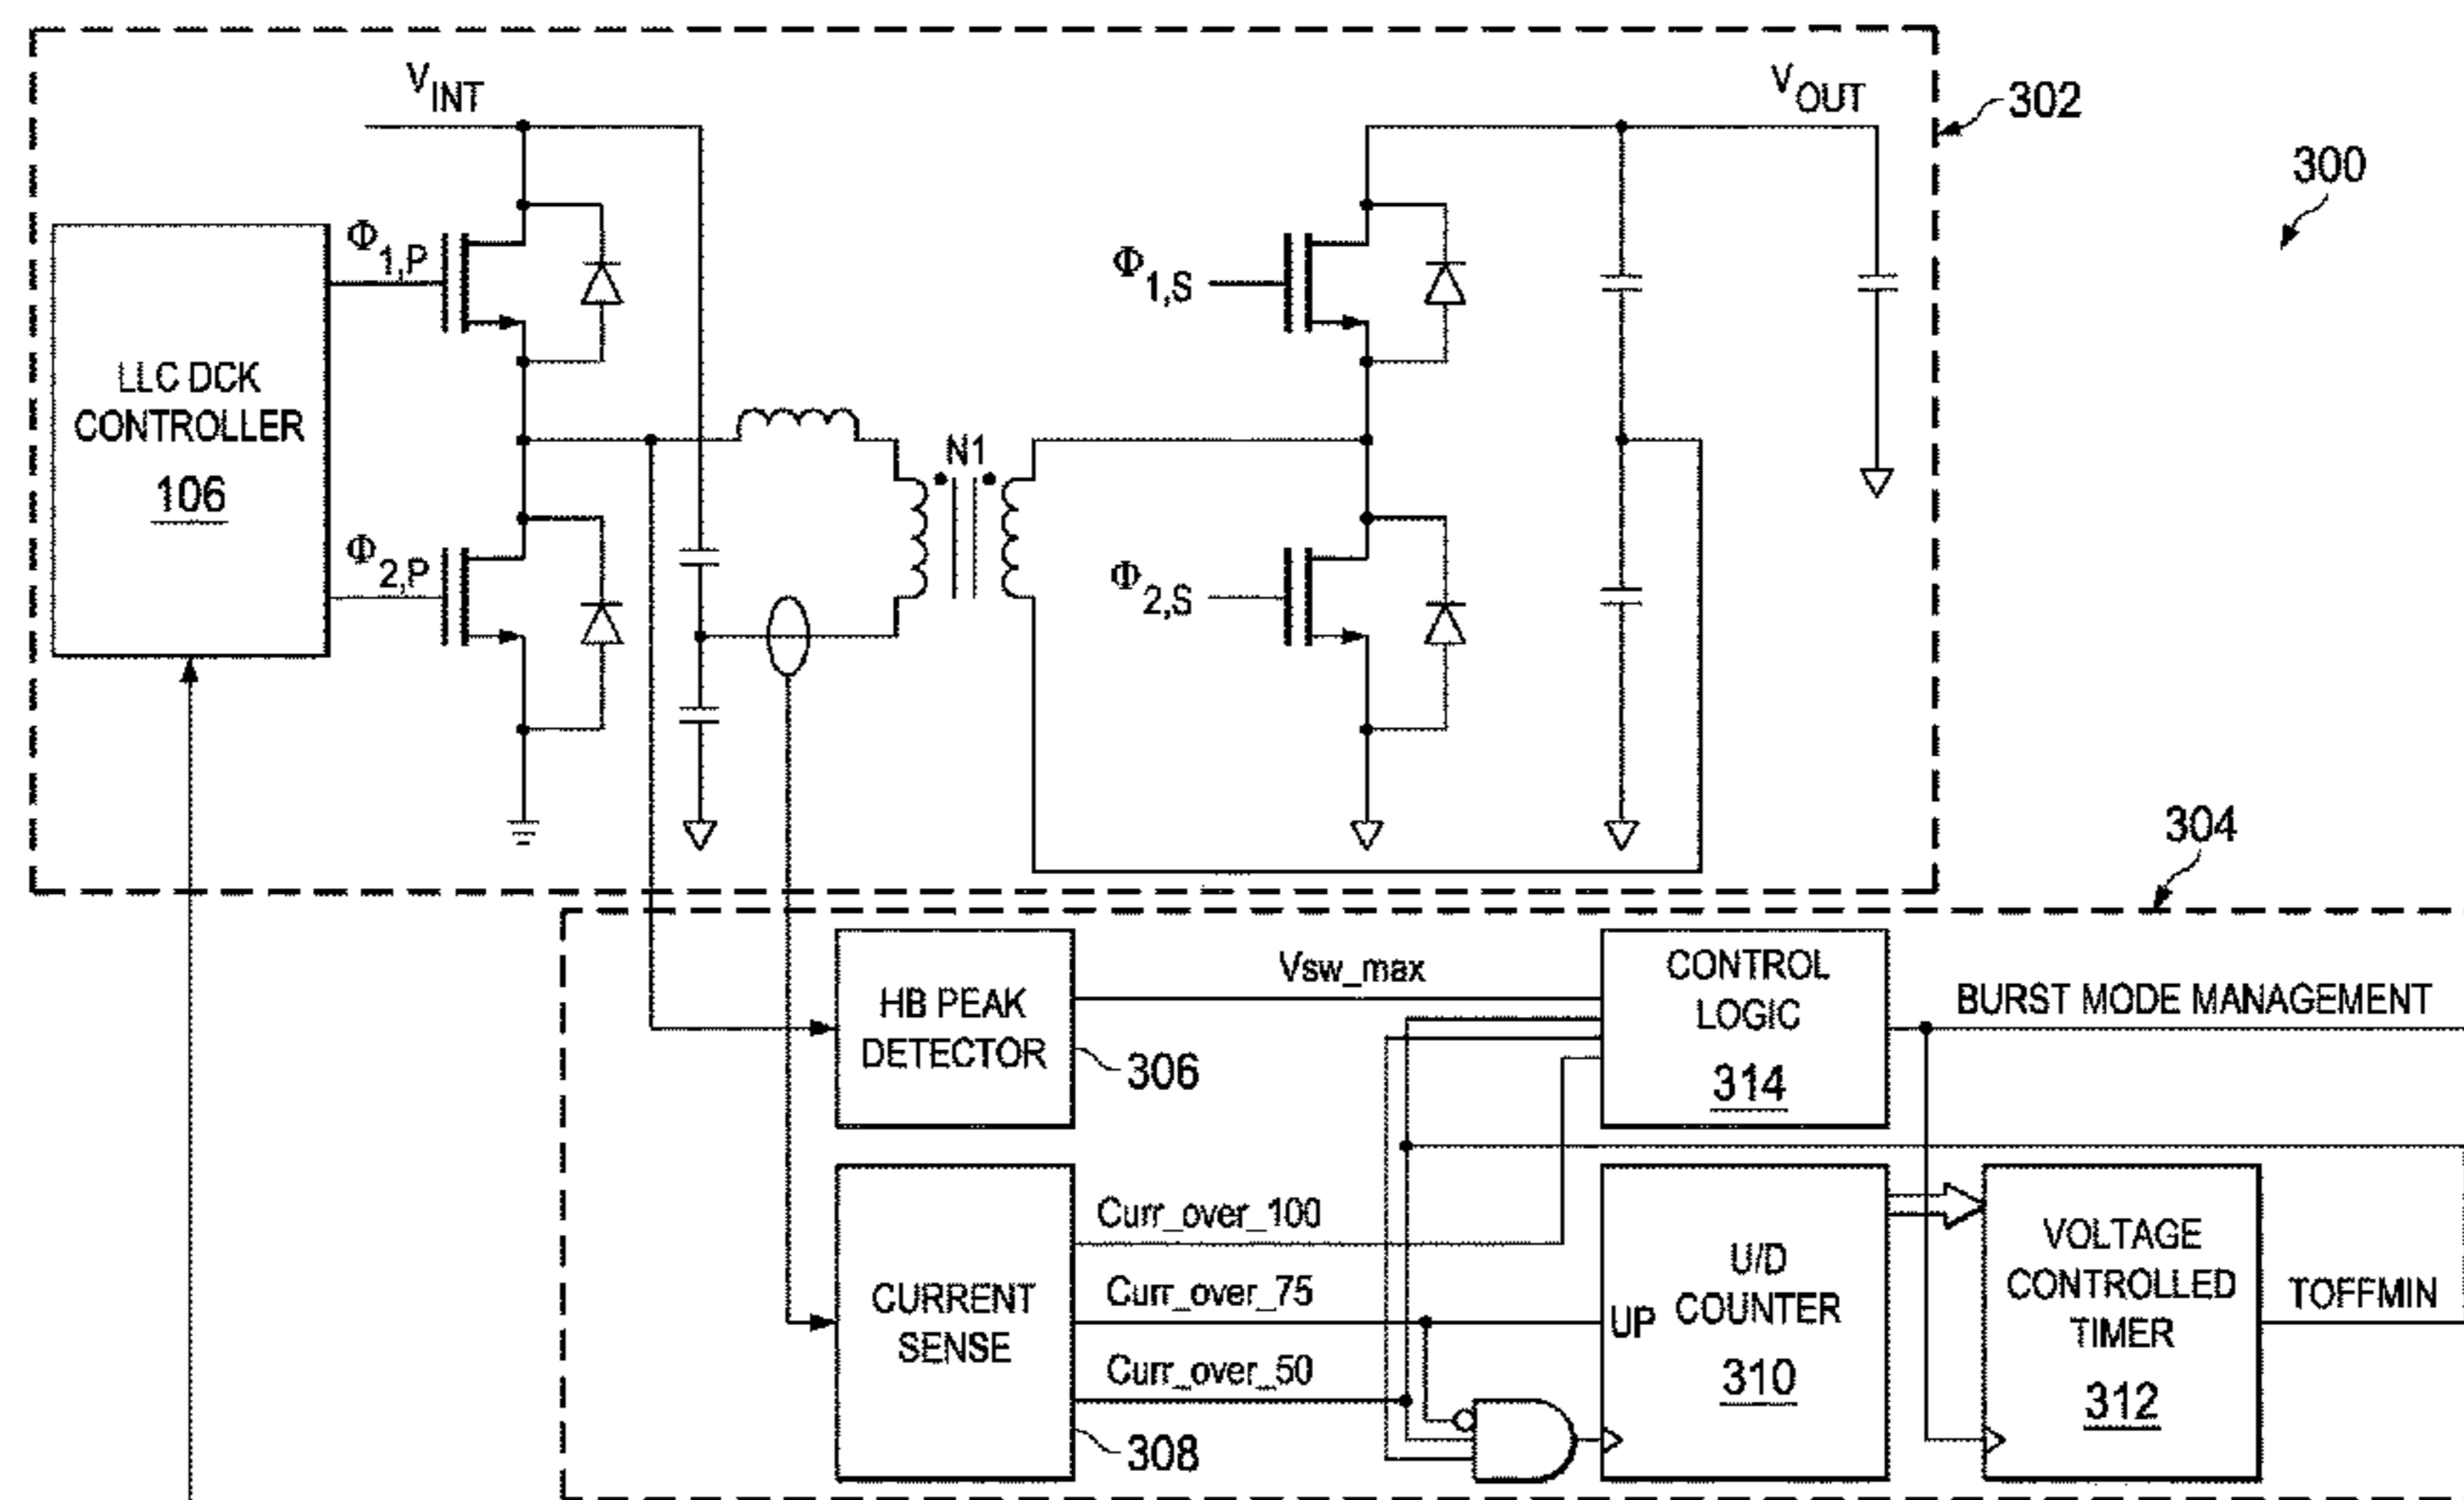 VINT
VOUT
302
300
Φ1,P
Φ1,S
LLC DCK
CONTROLLER
106
N1
Φ2,P
Φ2,S
304
HB PEAK
DETECTOR
306
Vsw_max
CONTROL
LOGIC
314
BURST MODE MANAGEMENT
CURRENT
SENSE
308
Curr_over_100
Curr_over_75
Curr_over_50
UP
U/D
COUNTER
310
VOLTAGE
CONTROLLED
TIMER
312
TOFFMIN